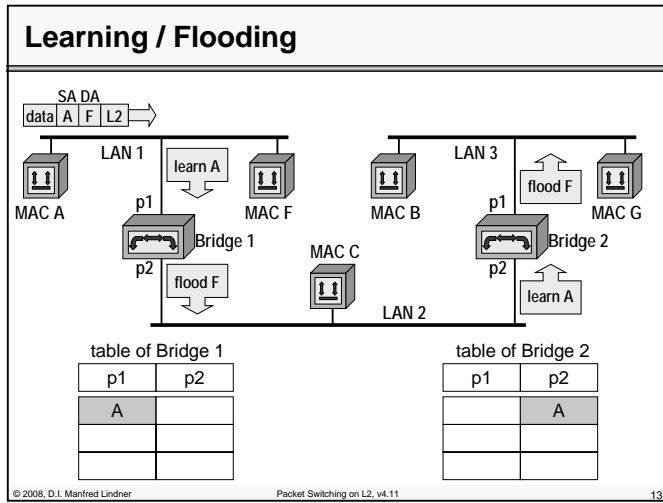 Learning / Flooding
SA DA
data A F L2
LAN 1
LAN 3
learn A
flood F
MAC A
p1
MAC F
MAC B
p1
MAC G
Bridge 1
Bridge 2
p2
MAC C
p2
flood F
learn A
LAN 2
table of Bridge 1
table of Bridge 2
p1 p2
p1 p2
A
A
© 2008, D.I. Manfred Lindner
Packet Switching on L2, v4.11
13